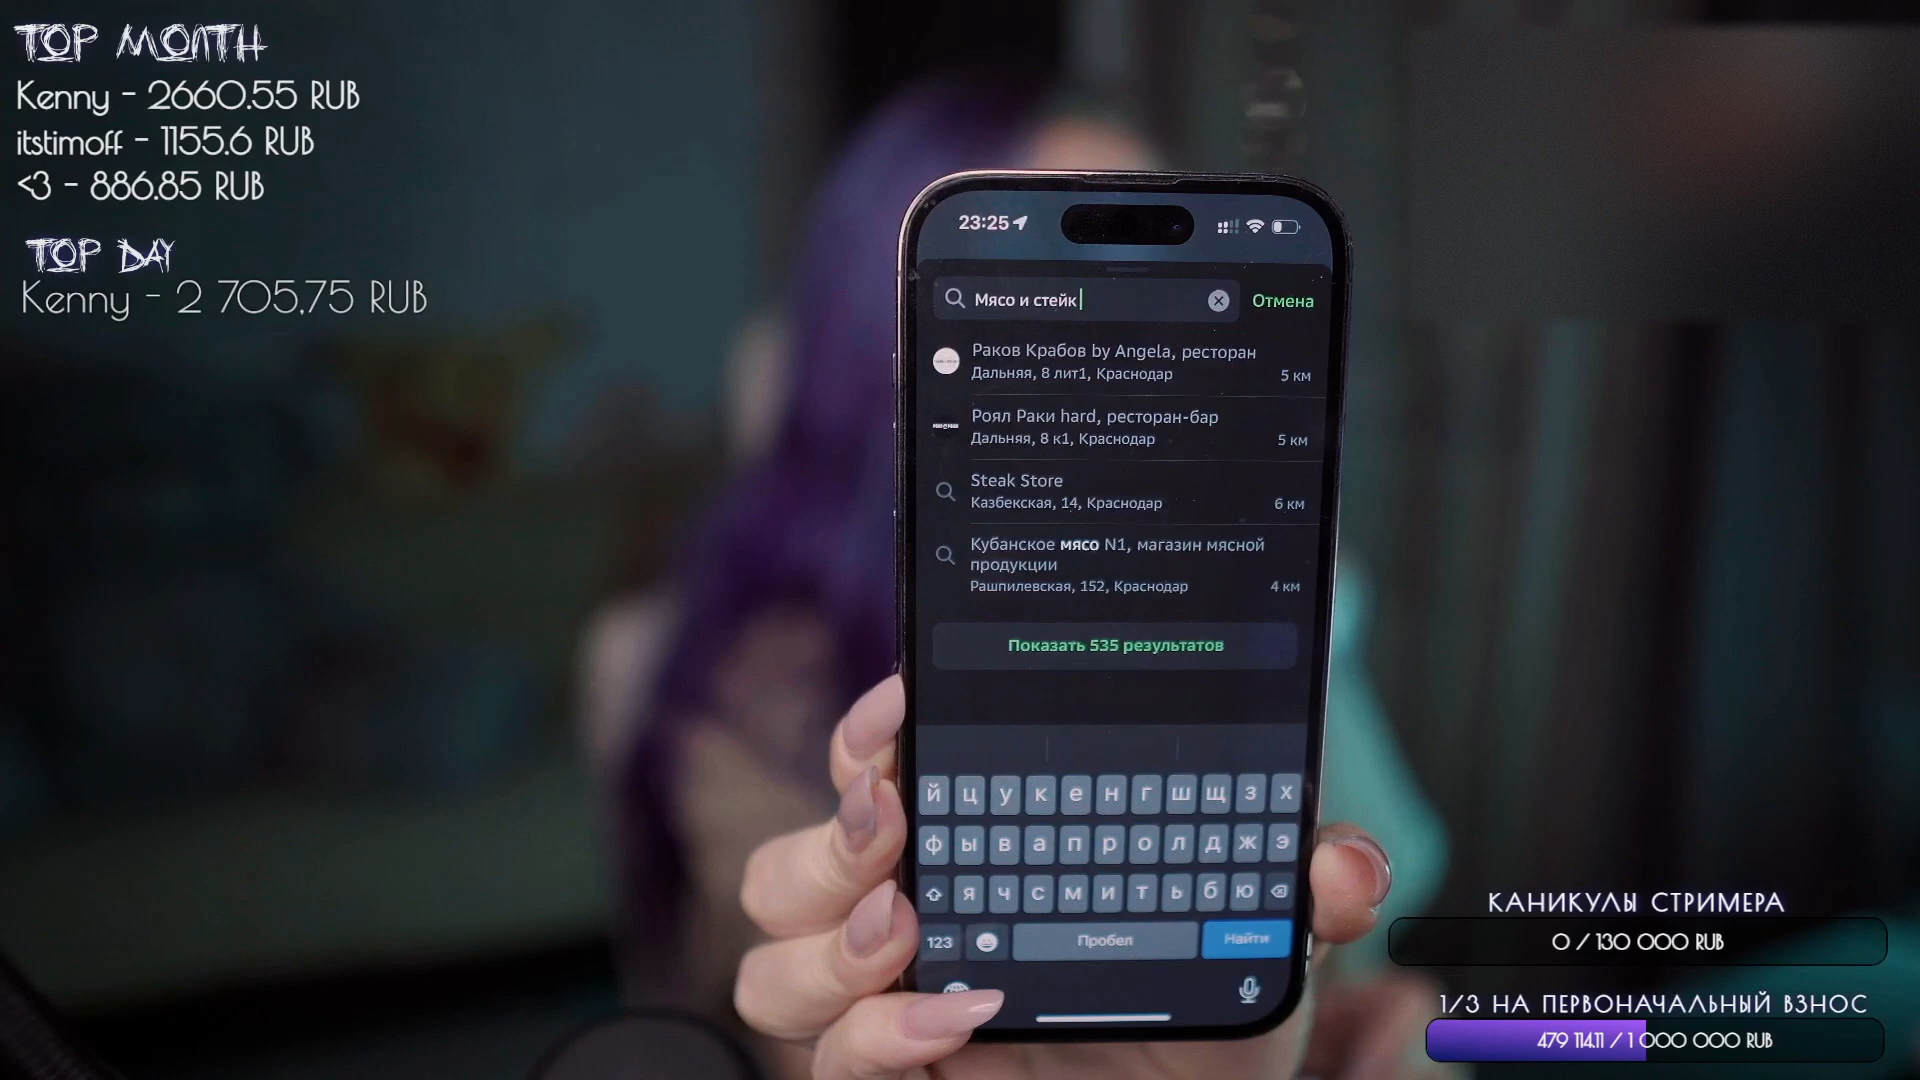 TOP MONTH
Kenny - 2660.55 RUB
itstimoff - 1155.6 RUB
<3 - 886.85 RUB
TOP DAY
Kenny - 2 705,75 RUB
23:25
Мясо и стейк
Отмена
Раков Крабов by Angela, ресторан
Дальняя, 8 лит1, Краснодар
5 км
Роял Раки hard, ресторан-бар
Дальняя, 8 к1, Краснодар
5 км
Steak Store
Казбекская, 14, Краснодар
6 км
Кубанское мясо N1, магазин мясной
продукции
Рашпилевская, 152, Краснодар
4 км
Показать 535 результатов
й ц у к е н г ш щ з х
ф ы в а п р о л д ж э
я ч с м и т ь б ю
123
Пробел
Найти
КАНИКУЛЫ СТРИМЕРА
0 / 130 000 RUB
1/3 НА ПЕРВОНАЧАЛЬНЫЙ ВЗНОС
479 114.11 / 1 000 000 RUB